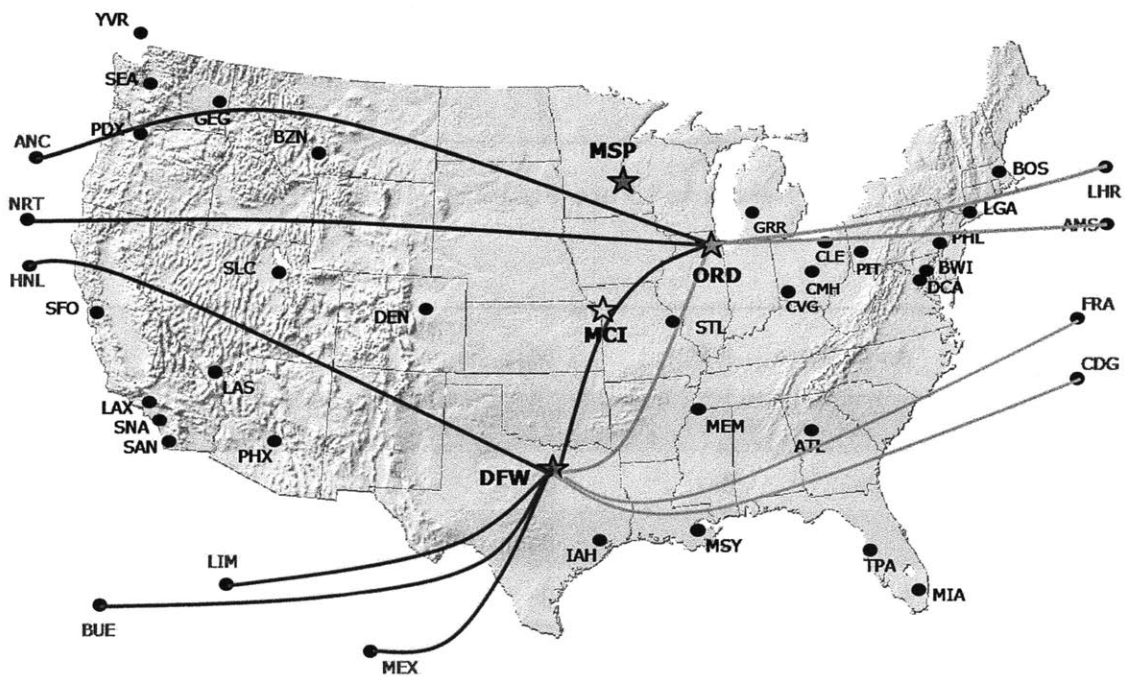 YVR
SEA
GEG
PDX
ANC
BZN
MSP
BOS
LHR
NRT
GRR
LGA
AMS
HNL
SLC
ORD
CLE
PIT
PHL
BWI
CMH
DCA
CVG
SFO
DEN
MCI
STL
FRA
LAS
CDG
LAX
SNA
SAN
PHX
MEM
ATL
DFW
LIM
IAH
MSY
TPA
BUE
MIA
MEX